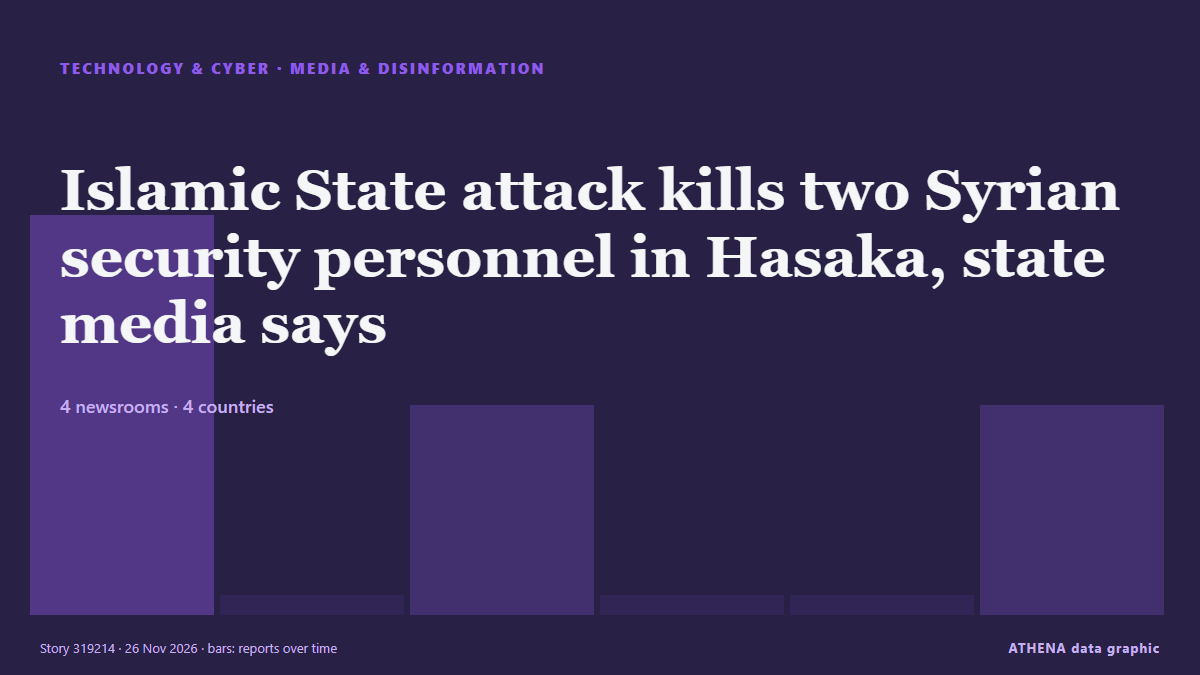 TECHNOLOGY & CYBER · MEDIA & DISINFORMATION
Islamic State attack kills two Syrian
security personnel in Hasaka, state
media says
4 newsrooms · 4 countries
Story 319214 · 26 Nov 2026 · bars: reports over time
ATHENA data graphic